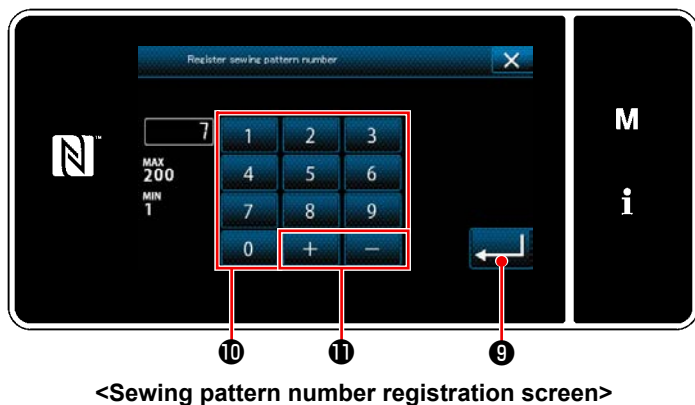 Register sewing pattern number
7
1 2 3
MAX
200
4 5 6
MIN
1
7 8 9
0 + −
M
i
❿ ⓫ ❾
<Sewing pattern number registration screen>